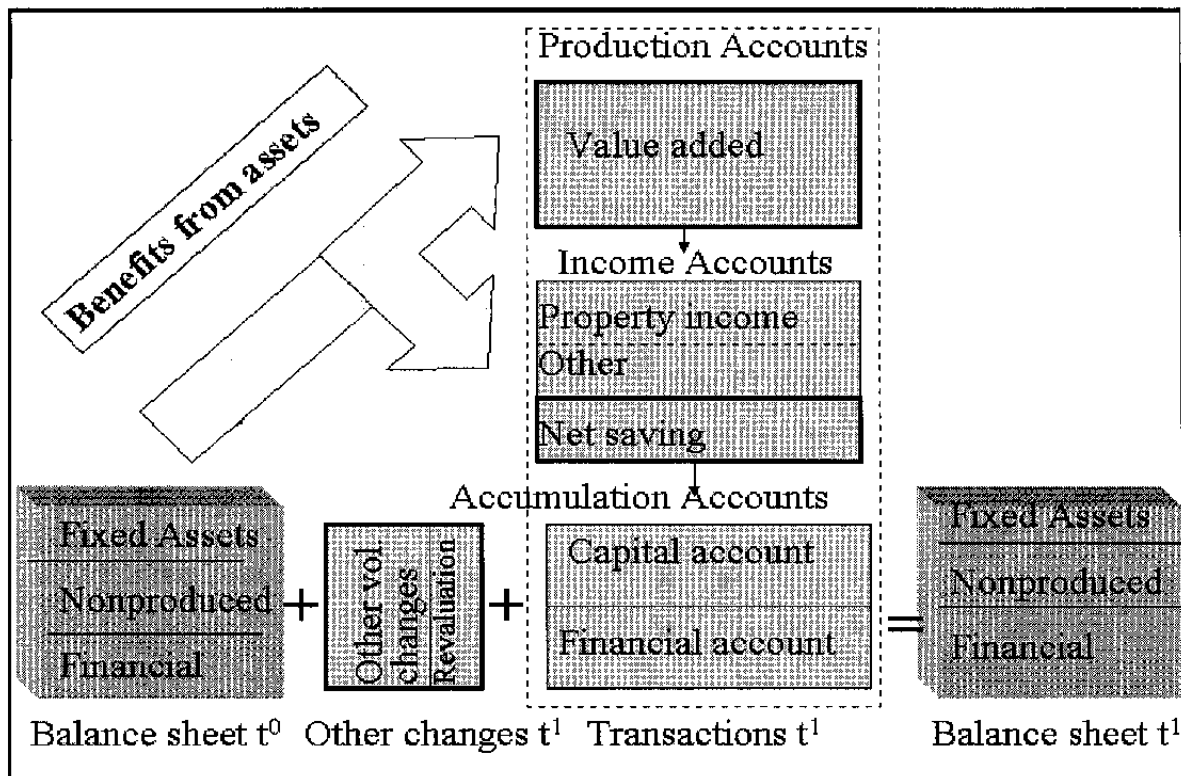 Production Accounts
Benefits from assets
Value added
Income Accounts
Property income
Other
Net saving
Accumulation Accounts
Fixed Assets
Nonproduced
Financial
+
Other vol.
changes
Revaluation
+
Capital account
Financial account
=
Fixed Assets
Nonproduced
Financial
Balance sheet t⁰
Other changes t¹
Transactions t¹
Balance sheet t¹